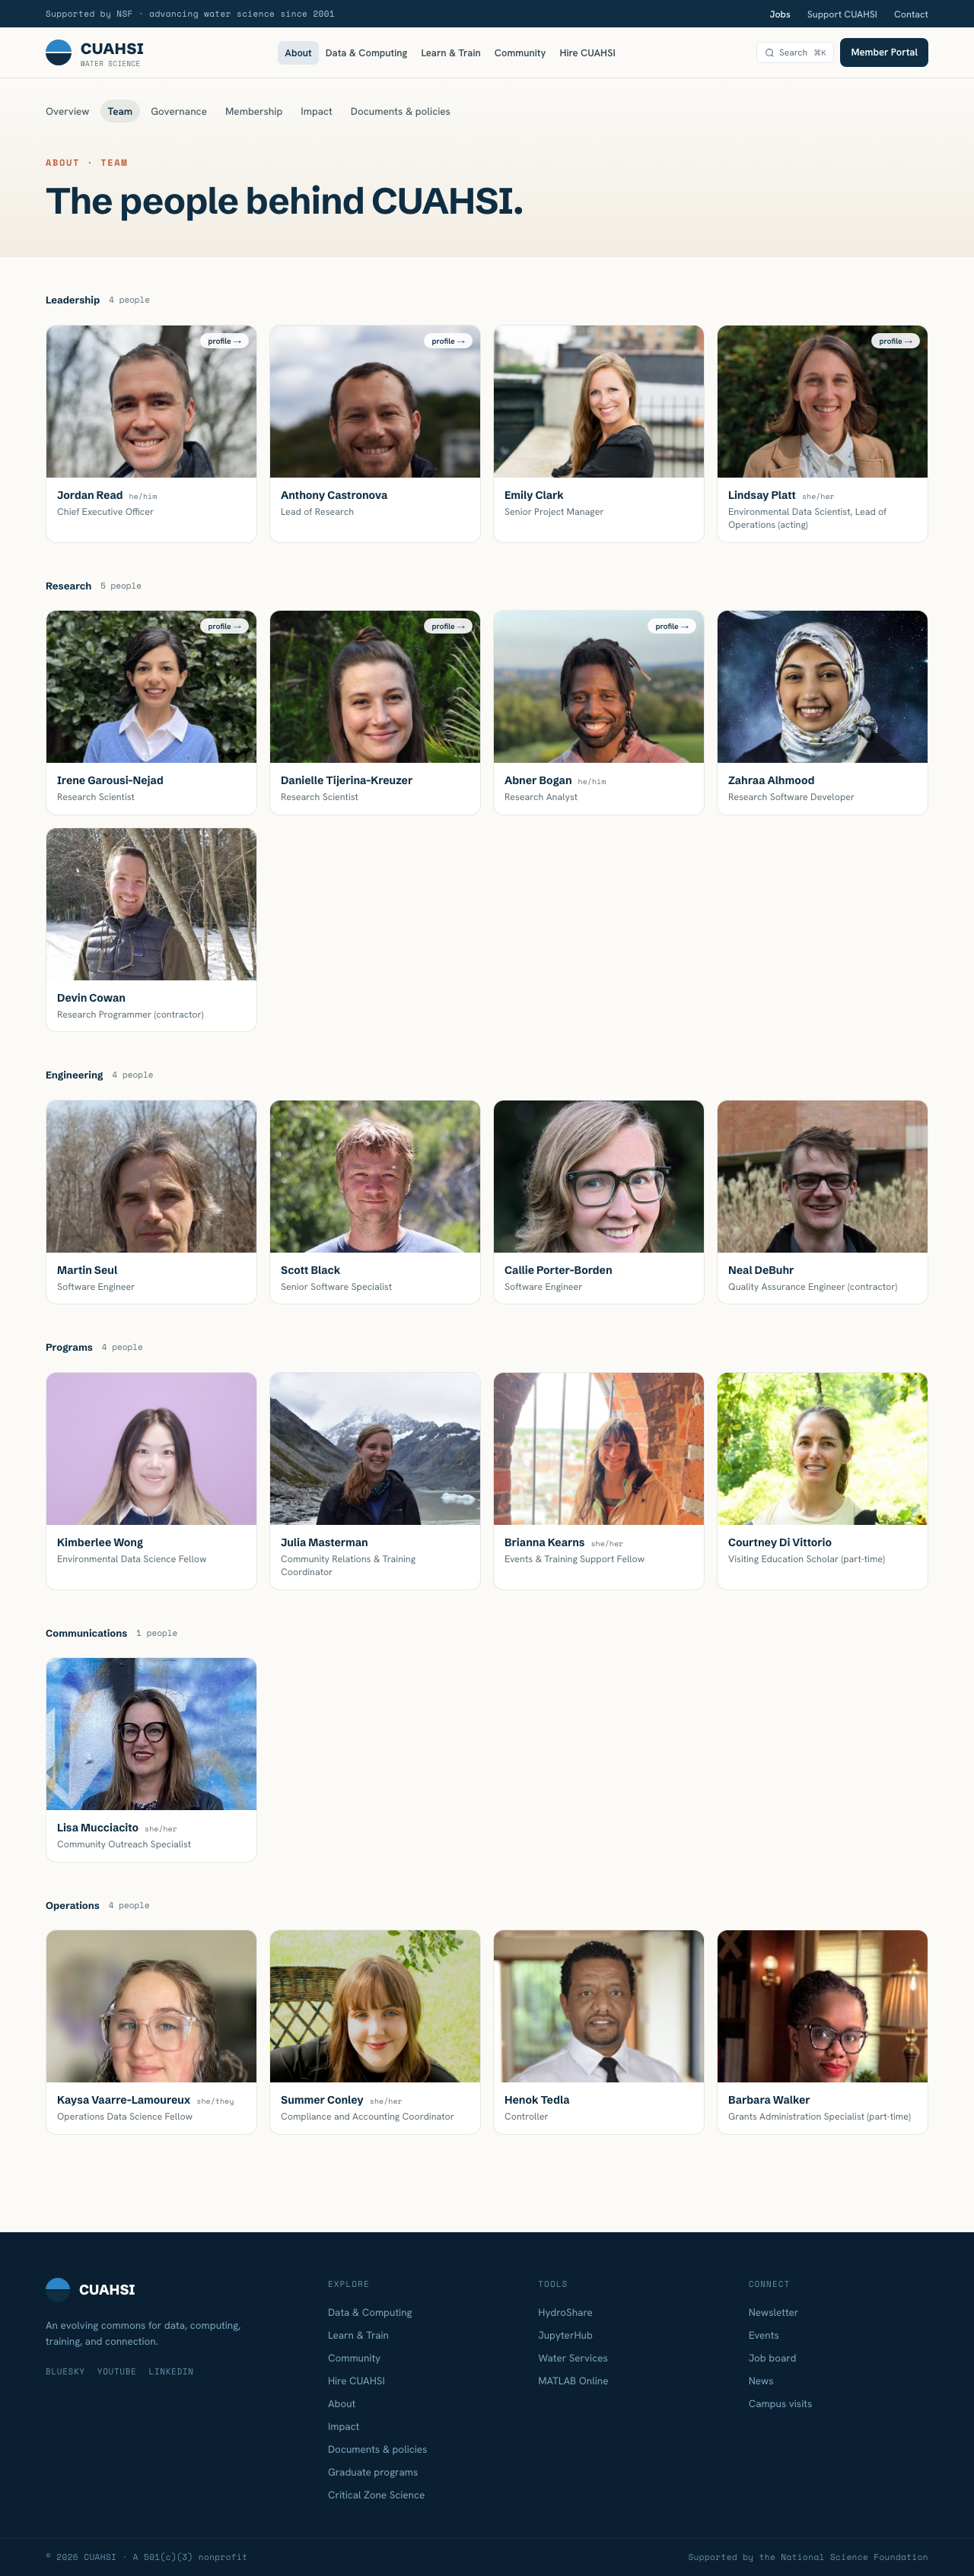 Supported by NSF · advancing water science since 2001
Jobs Support CUAHSI Contact
CUAHSI
WATER SCIENCE
About Data & Computing Learn & Train Community Hire CUAHSI
Search ⌘K Member Portal
Overview Team Governance Membership Impact Documents & policies
ABOUT · TEAM
The people behind CUAHSI.
Leadership 4 people
profile →
profile →
profile →
Jordan Read he/him
Chief Executive Officer
Anthony Castronova
Lead of Research
Emily Clark
Senior Project Manager
Lindsay Platt she/her
Environmental Data Scientist, Lead of
Operations (acting)
Research 5 people
profile →
profile →
profile →
Irene Garousi-Nejad
Research Scientist
Danielle Tijerina-Kreuzer
Research Scientist
Abner Bogan he/him
Research Analyst
Zahraa Alhmood
Research Software Developer
Devin Cowan
Research Programmer (contractor)
Engineering 4 people
Martin Seul
Software Engineer
Scott Black
Senior Software Specialist
Callie Porter-Borden
Software Engineer
Neal DeBuhr
Quality Assurance Engineer (contractor)
Programs 4 people
Kimberlee Wong
Environmental Data Science Fellow
Julia Masterman
Community Relations & Training
Coordinator
Brianna Kearns she/her
Events & Training Support Fellow
Courtney Di Vittorio
Visiting Education Scholar (part-time)
Communications 1 people
Lisa Mucciacito she/her
Community Outreach Specialist
Operations 4 people
Kaysa Vaarre-Lamoureux she/they
Operations Data Science Fellow
Summer Conley she/her
Compliance and Accounting Coordinator
Henok Tedla
Controller
Barbara Walker
Grants Administration Specialist (part-time)
CUAHSI
An evolving commons for data, computing,
training, and connection.
BLUESKY YOUTUBE LINKEDIN
EXPLORE
Data & Computing
Learn & Train
Community
Hire CUAHSI
About
Impact
Documents & policies
Graduate programs
Critical Zone Science
TOOLS
HydroShare
JupyterHub
Water Services
MATLAB Online
CONNECT
Newsletter
Events
Job board
News
Campus visits
© 2026 CUAHSI · A 501(c)(3) nonprofit
Supported by the National Science Foundation